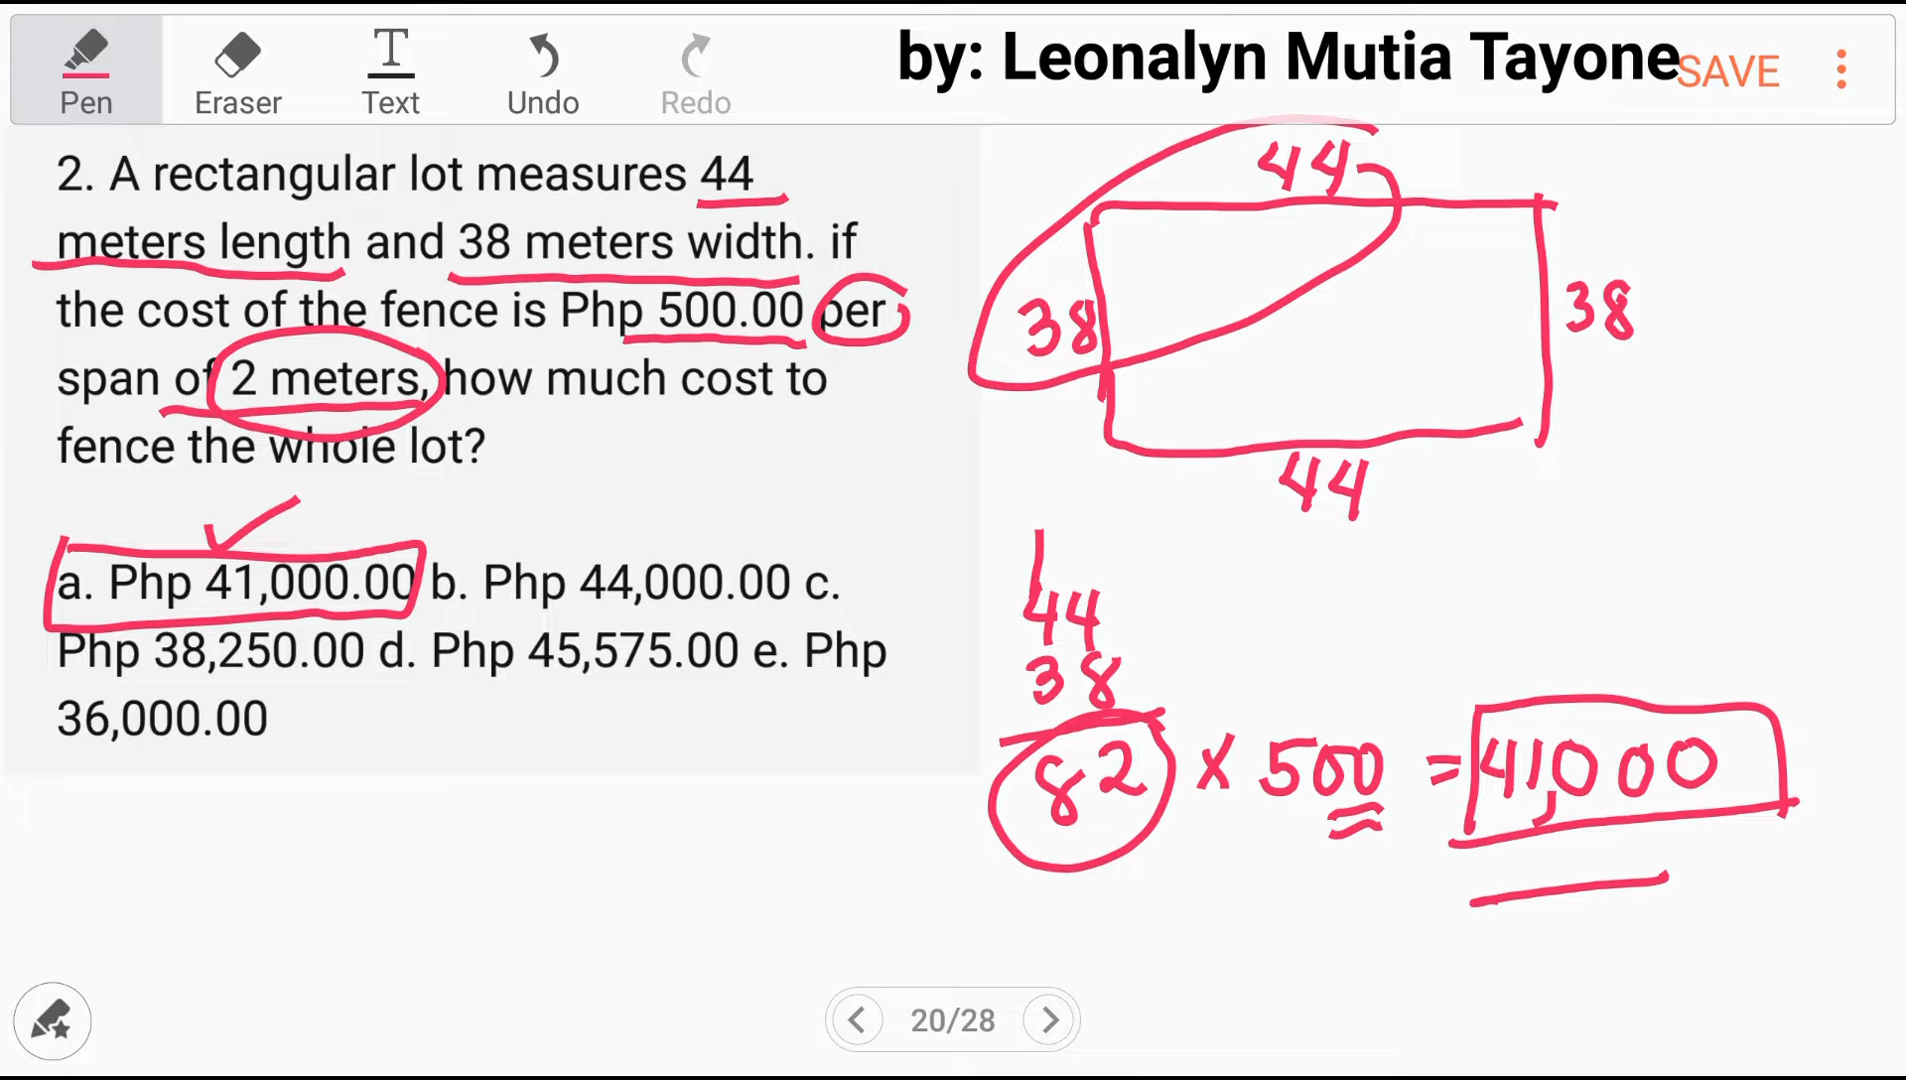 by: Leonalyn Mutia Tayone
SAVE
Pen
Eraser
Text
Undo
Redo
2. A rectangular lot measures 44
meters length and 38 meters width. if
the cost of the fence is Php 500.00 per
span of 2 meters, how much cost to
fence the whole lot?
a. Php 41,000.00 b. Php 44,000.00 c.
Php 38,250.00 d. Php 45,575.00 e. Php
36,000.00
44
38
38
44
44
38
82 x 500 = 41,000
20/28